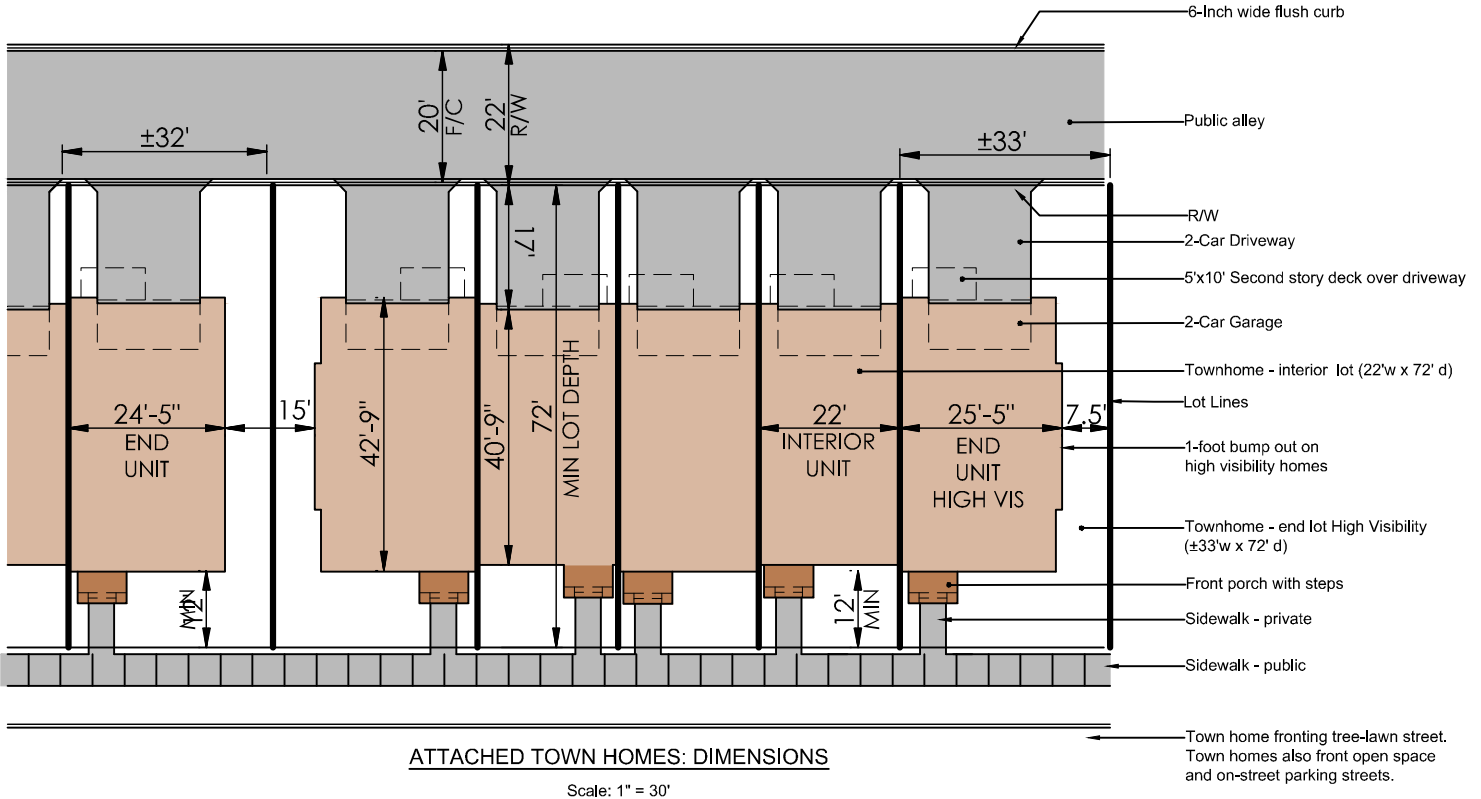 6-Inch wide flush curb
20'
F/C
22'
R/W
Public alley
±32'
±33'
R/W
17'
2-Car Driveway
5'x10' Second story deck over driveway
2-Car Garage
Townhome - interior lot (22'w x 72' d)
Lot Lines
24'-5"
END
UNIT
15'
42'-9"
40'-9"
72'
MIN LOT DEPTH
22'
INTERIOR
UNIT
25'-5"
END
UNIT
HIGH VIS
7.5'
1-foot bump out on
high visibility homes
Townhome - end lot High Visibility
(±33'w x 72' d)
Front porch with steps
12'
MIN
12'
MIN
Sidewalk - private
Sidewalk - public
Town home fronting tree-lawn street.
Town homes also front open space
and on-street parking streets.
ATTACHED TOWN HOMES: DIMENSIONS
Scale: 1" = 30'